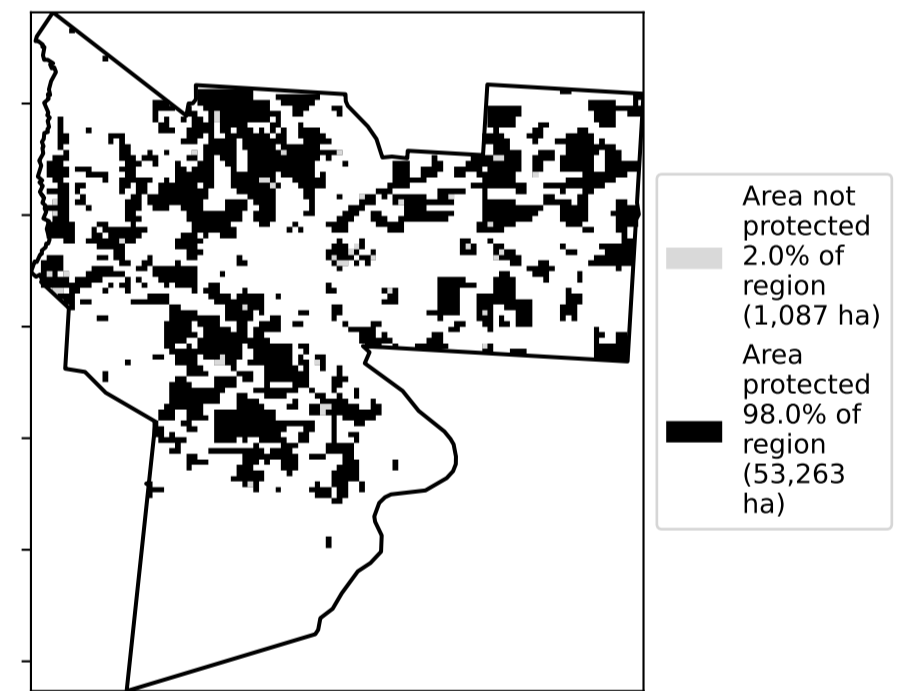 Area not
protected
2.0% of
region
(1,087 ha)
Area
protected
98.0% of
region
(53,263
ha)